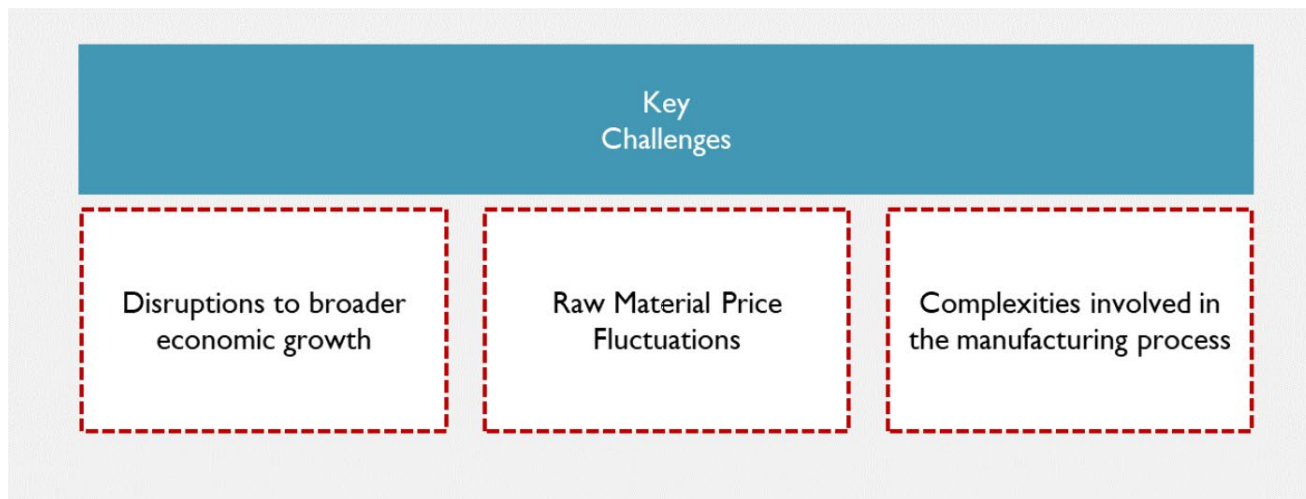 Key
Challenges
Disruptions to broader
economic growth
Raw Material Price
Fluctuations
Complexities involved in
the manufacturing process